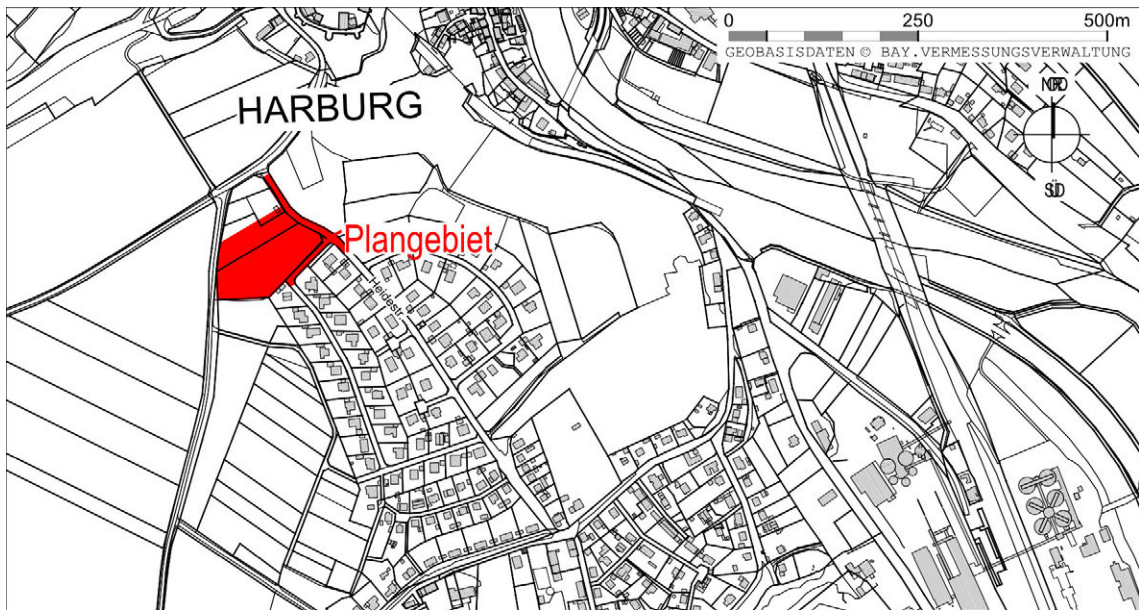 0 250 500m
GEOBASISDATEN © BAY.VERMESSUNGSVERWALTUNG
NORD
HARBURG
SÜD
Plangebiet
Heidestr.